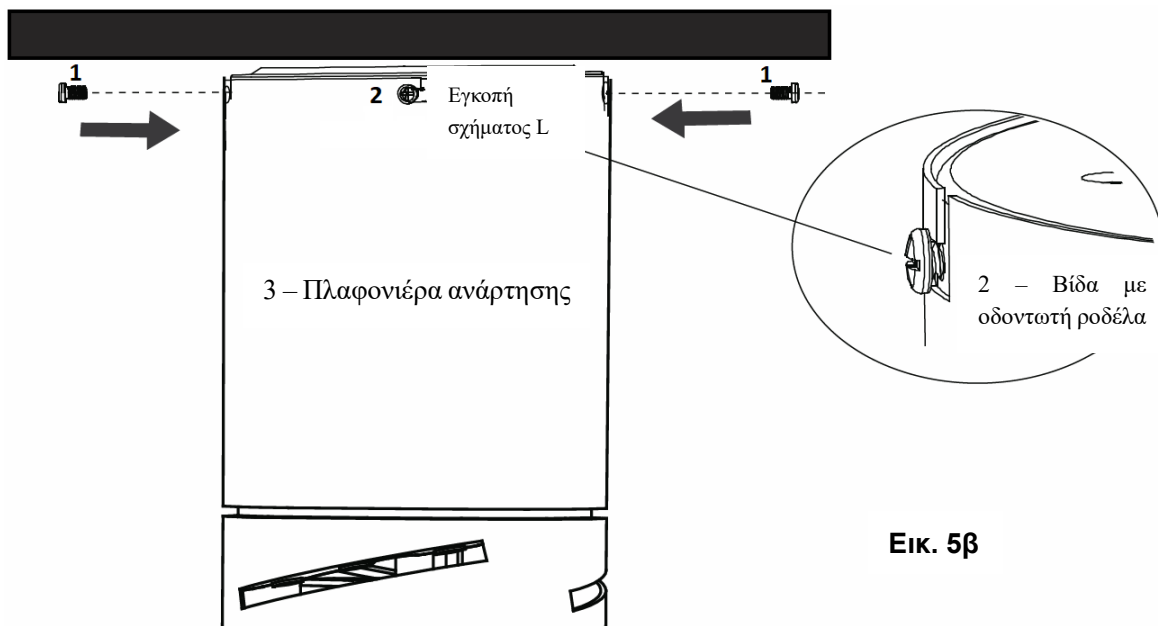 1
1
2
Εγκοπή
σχήματος L
3 – Πλαφονιέρα ανάρτησης
2 – Βίδα με
οδοντωτή ροδέλα
Εικ. 5β